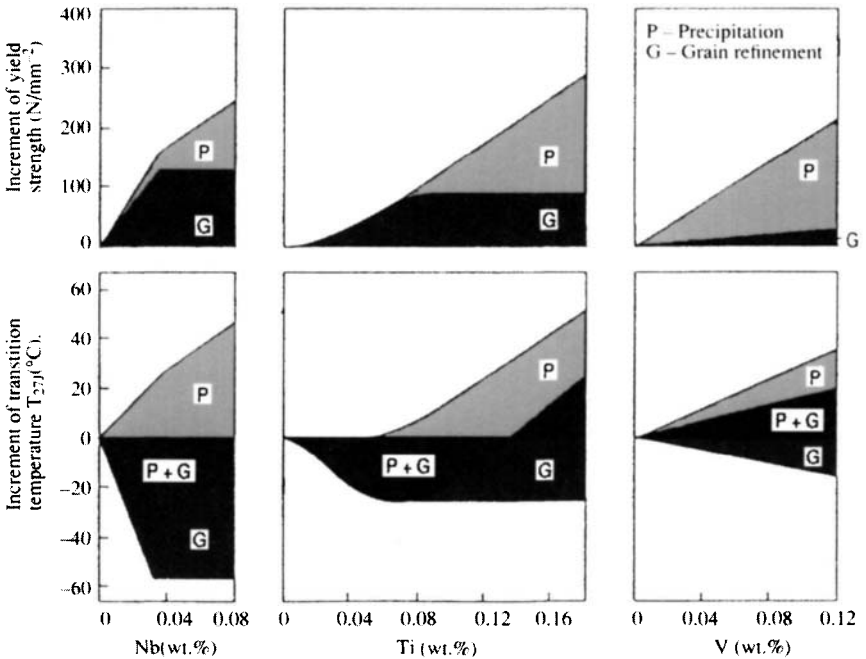 Increment of yield
strength (N/mm⁻²)
400
300
200
100
0
P
G
P
G
P – Precipitation
G – Grain refinement
P
G
Increment of transtition
temperature T₂₇J(°C).
60
40
20
0
−20
−40
−60
P
P + G
G
P
P + G
G
P
P + G
G
0 0.04 0.08
Nb(wt.%)
0 0.04 0.08 0.12 0.16
Ti (wt.%)
0 0.04 0.08 0.12
V (wt.%)